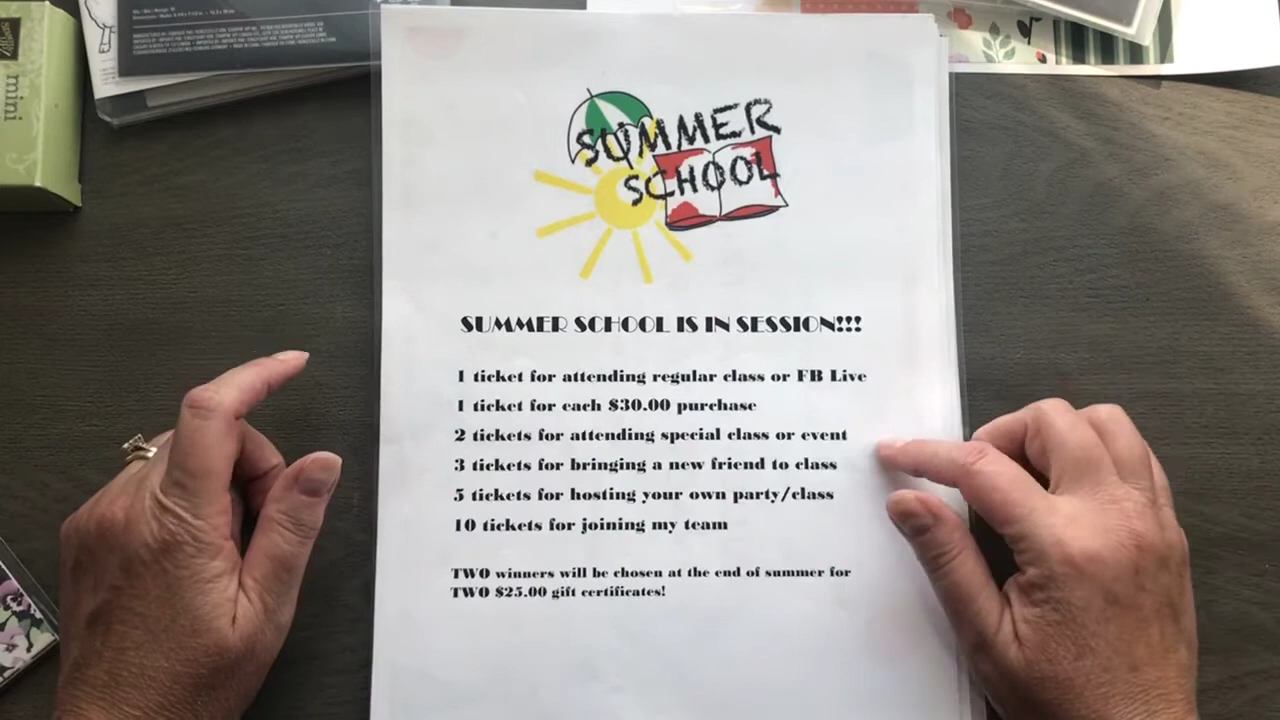 mini
SUMMER
SCHOOL
SUMMER SCHOOL IS IN SESSION!!!
1 ticket for attending regular class or FB Live
1 ticket for each $30.00 purchase
2 tickets for attending special class or event
3 tickets for bringing a new friend to class
5 tickets for hosting your own party/class
10 tickets for joining my team
TWO winners will be chosen at the end of summer for
TWO $25.00 gift certificates!